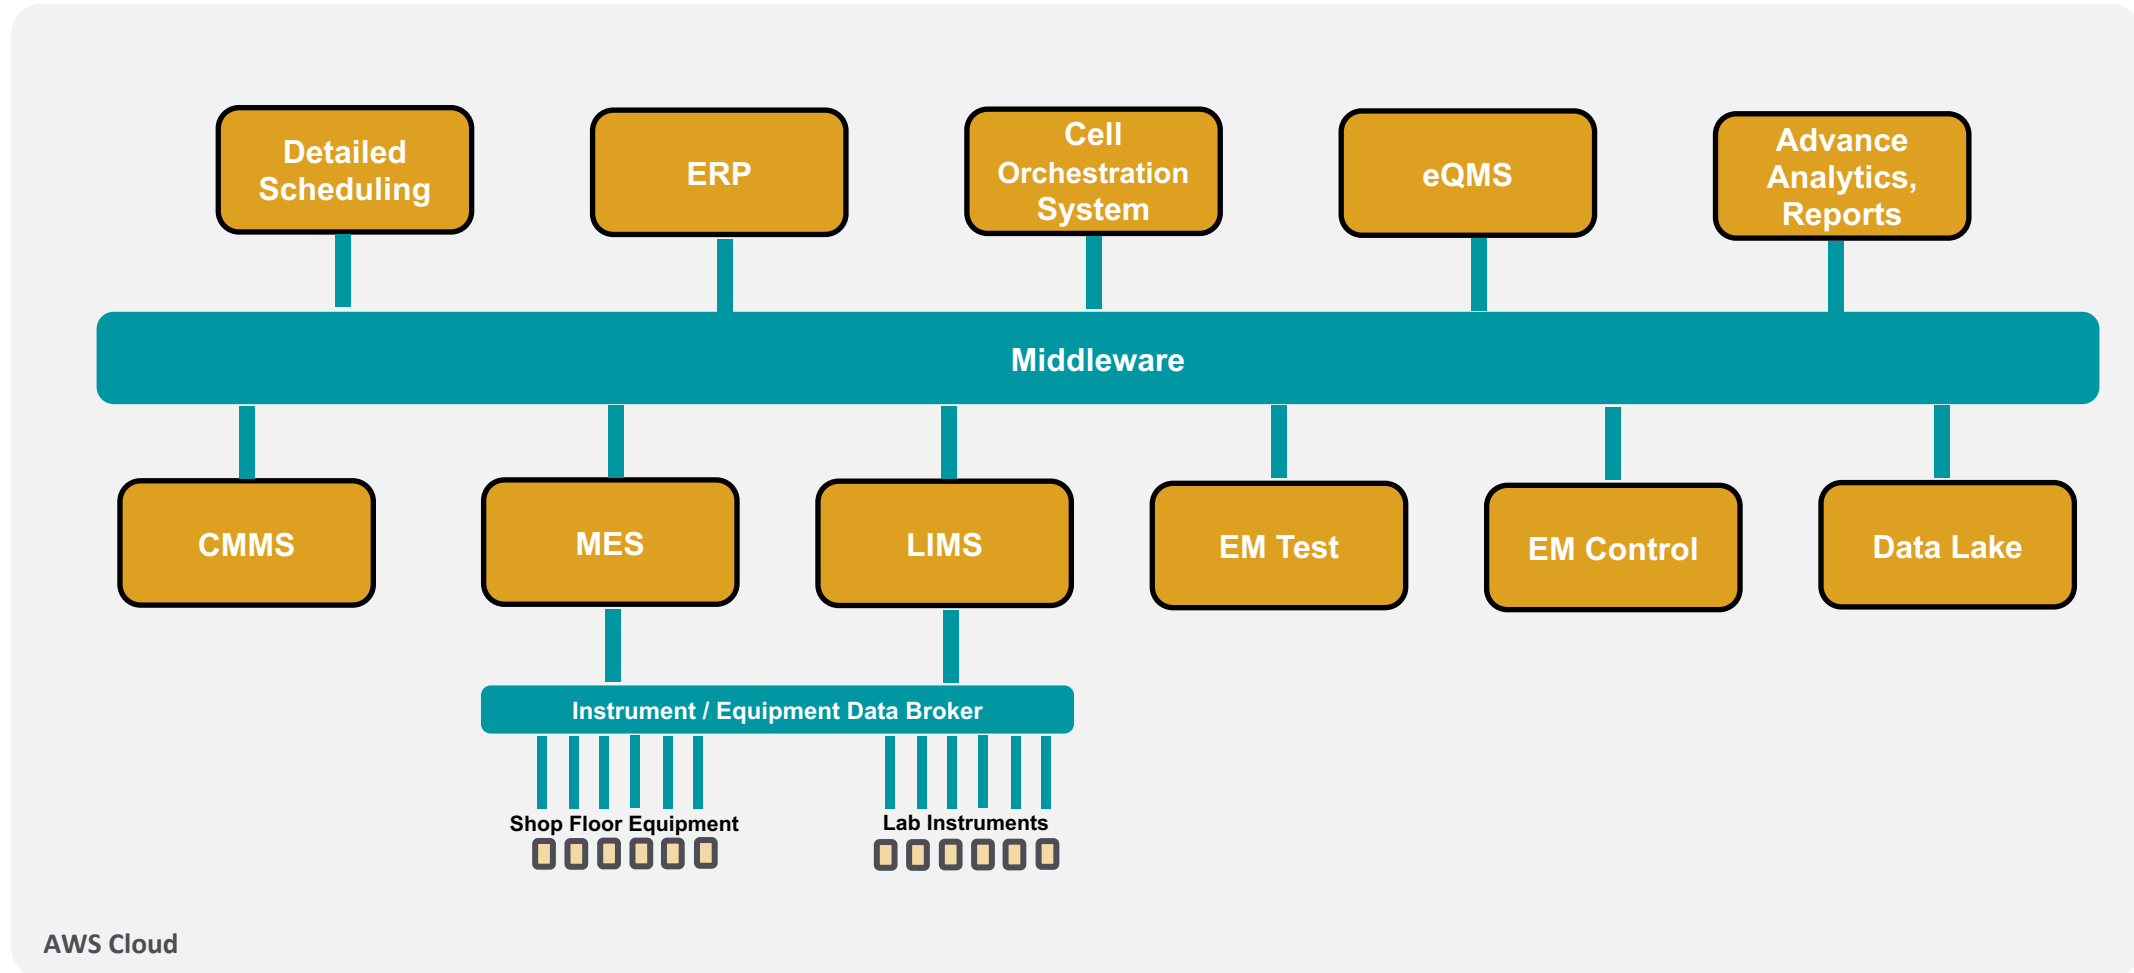 Detailed
Scheduling
ERP
Cell
Orchestration
System
eQMS
Advance
Analytics,
Reports
Middleware
CMMS
MES
LIMS
EM Test
EM Control
Data Lake
Instrument / Equipment Data Broker
Shop Floor Equipment
Lab Instruments
AWS Cloud